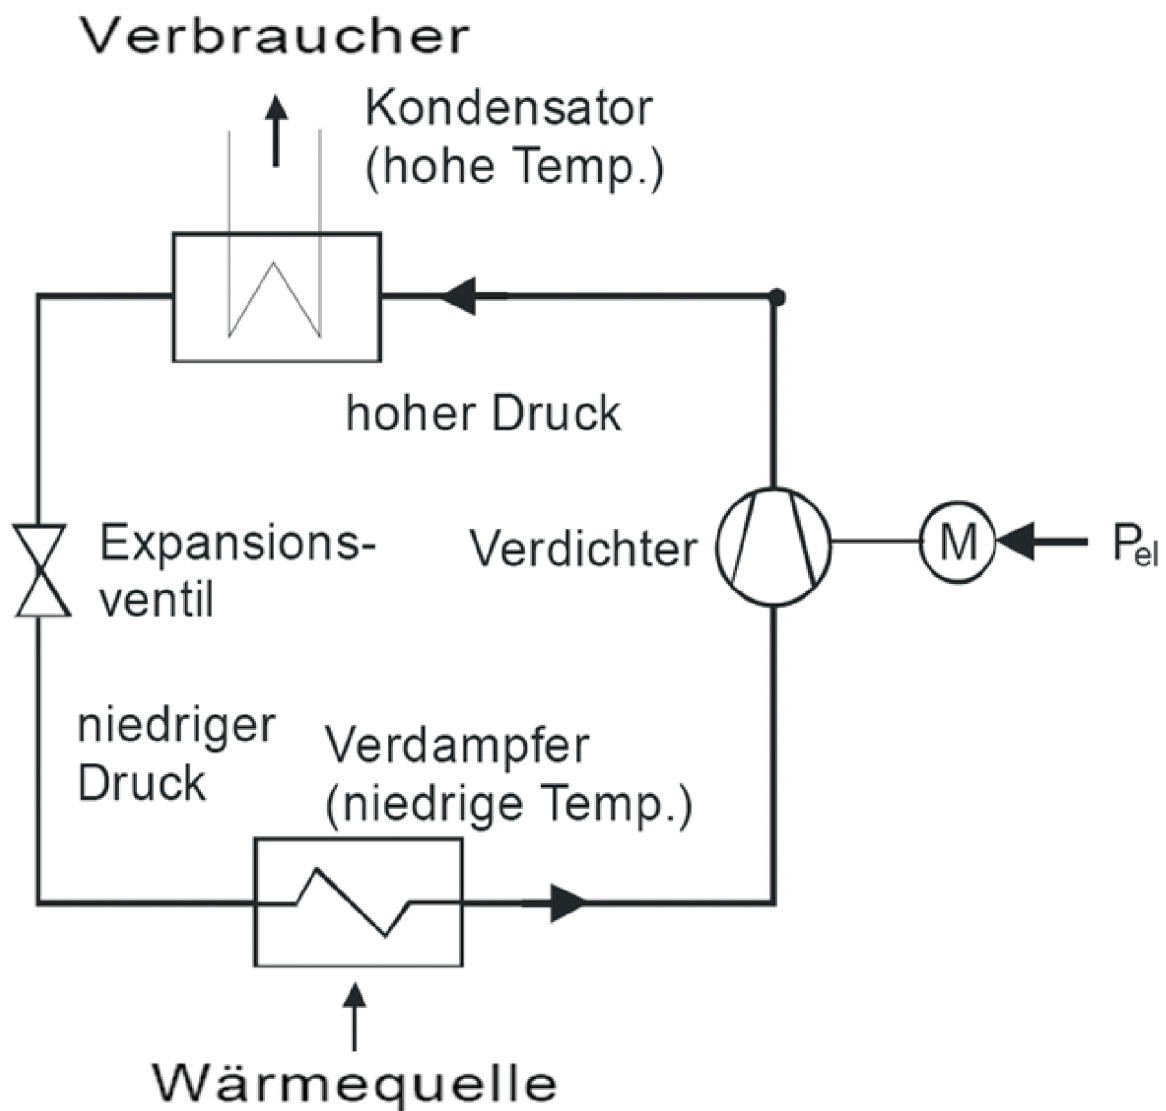 Verbraucher
Kondensator
(hohe Temp.)
hoher Druck
Expansions-
ventil
Verdichter
M
Pel
niedriger
Druck
Verdampfer
(niedrige Temp.)
Wärmequelle